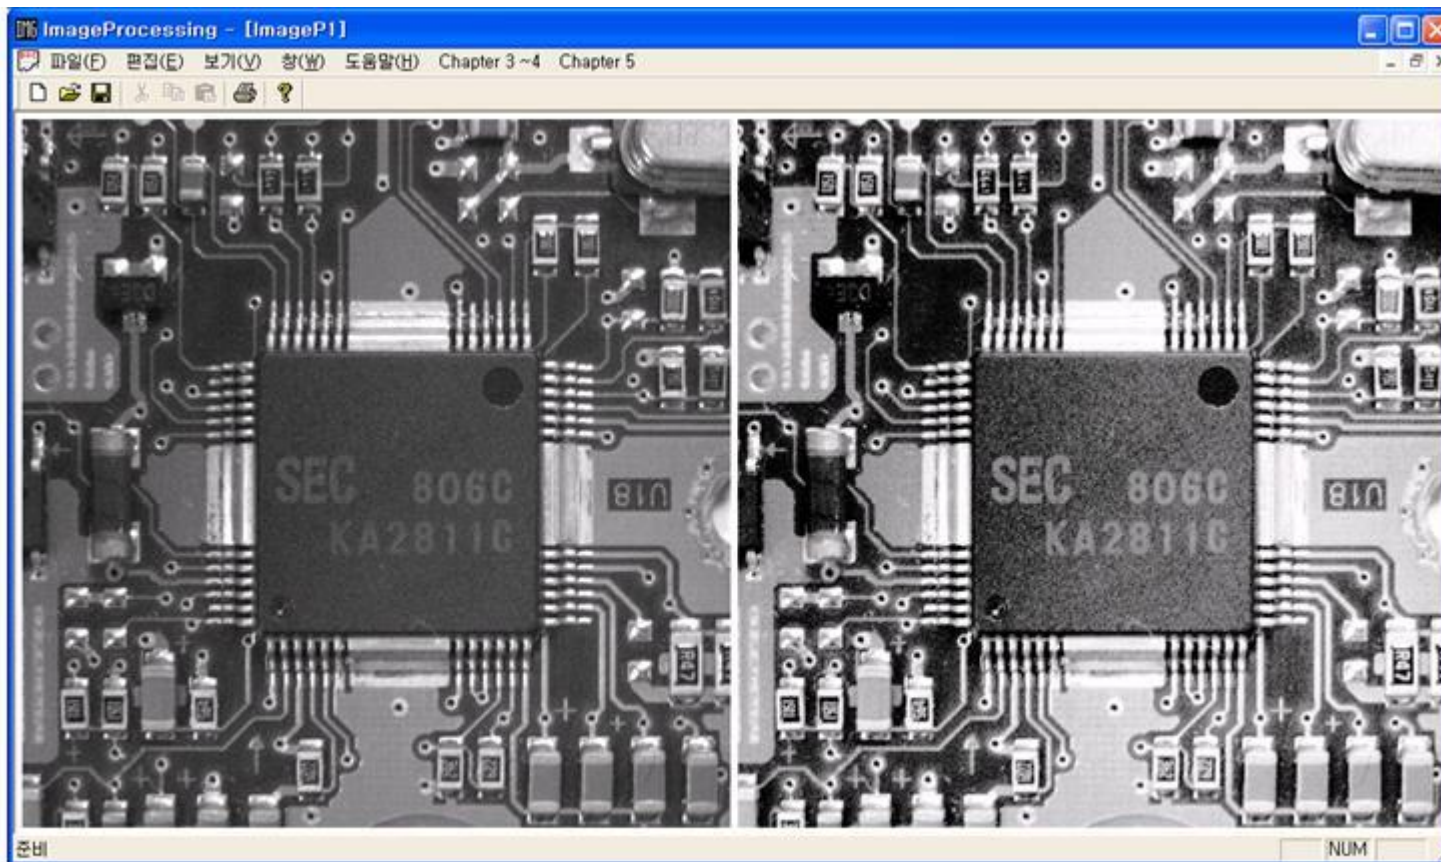 ImageProcessing - [ImageP1]
파일(F) 편집(E) 보기(V) 창(W) 도움말(H) Chapter 3 ~4 Chapter 5
SEC 806C
KA2811C
U18
R47
SEC 806C
KA2811C
U18
R47
준비 NUM